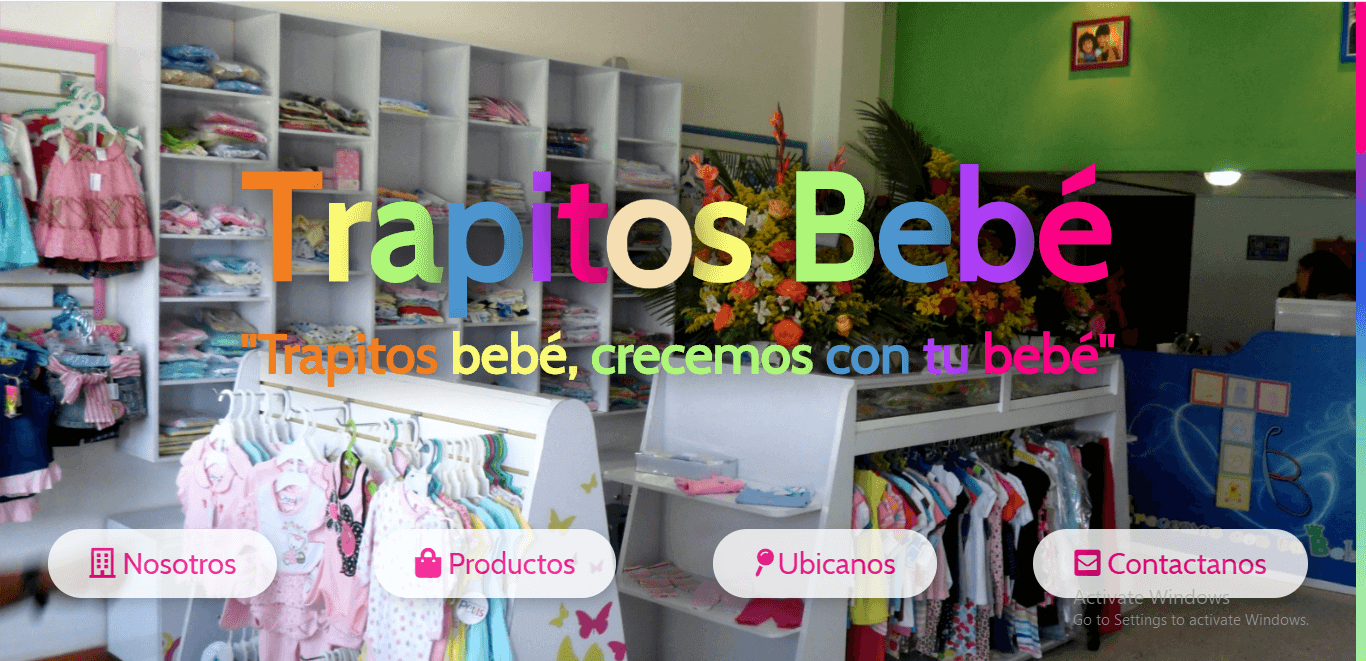 Trapitos Bebé
"Trapitos bebé, crecemos con tu bebé"
TB
Nosotros
Productos
Ubicanos
Contactanos
Activate Windows
Go to Settings to activate Windows.